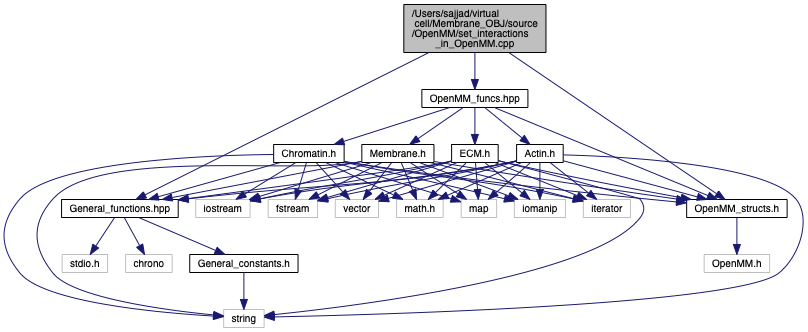 /Users/sajjad/virtual
cell/Membrane_OBJ/source
/OpenMM/set_interactions
_in_OpenMM.cpp
OpenMM_funcs.hpp
Chromatin.h
Membrane.h
ECM.h
Actin.h
General_functions.hpp
iostream
fstream
vector
math.h
map
iomanip
iterator
OpenMM_structs.h
stdio.h
chrono
General_constants.h
OpenMM.h
string